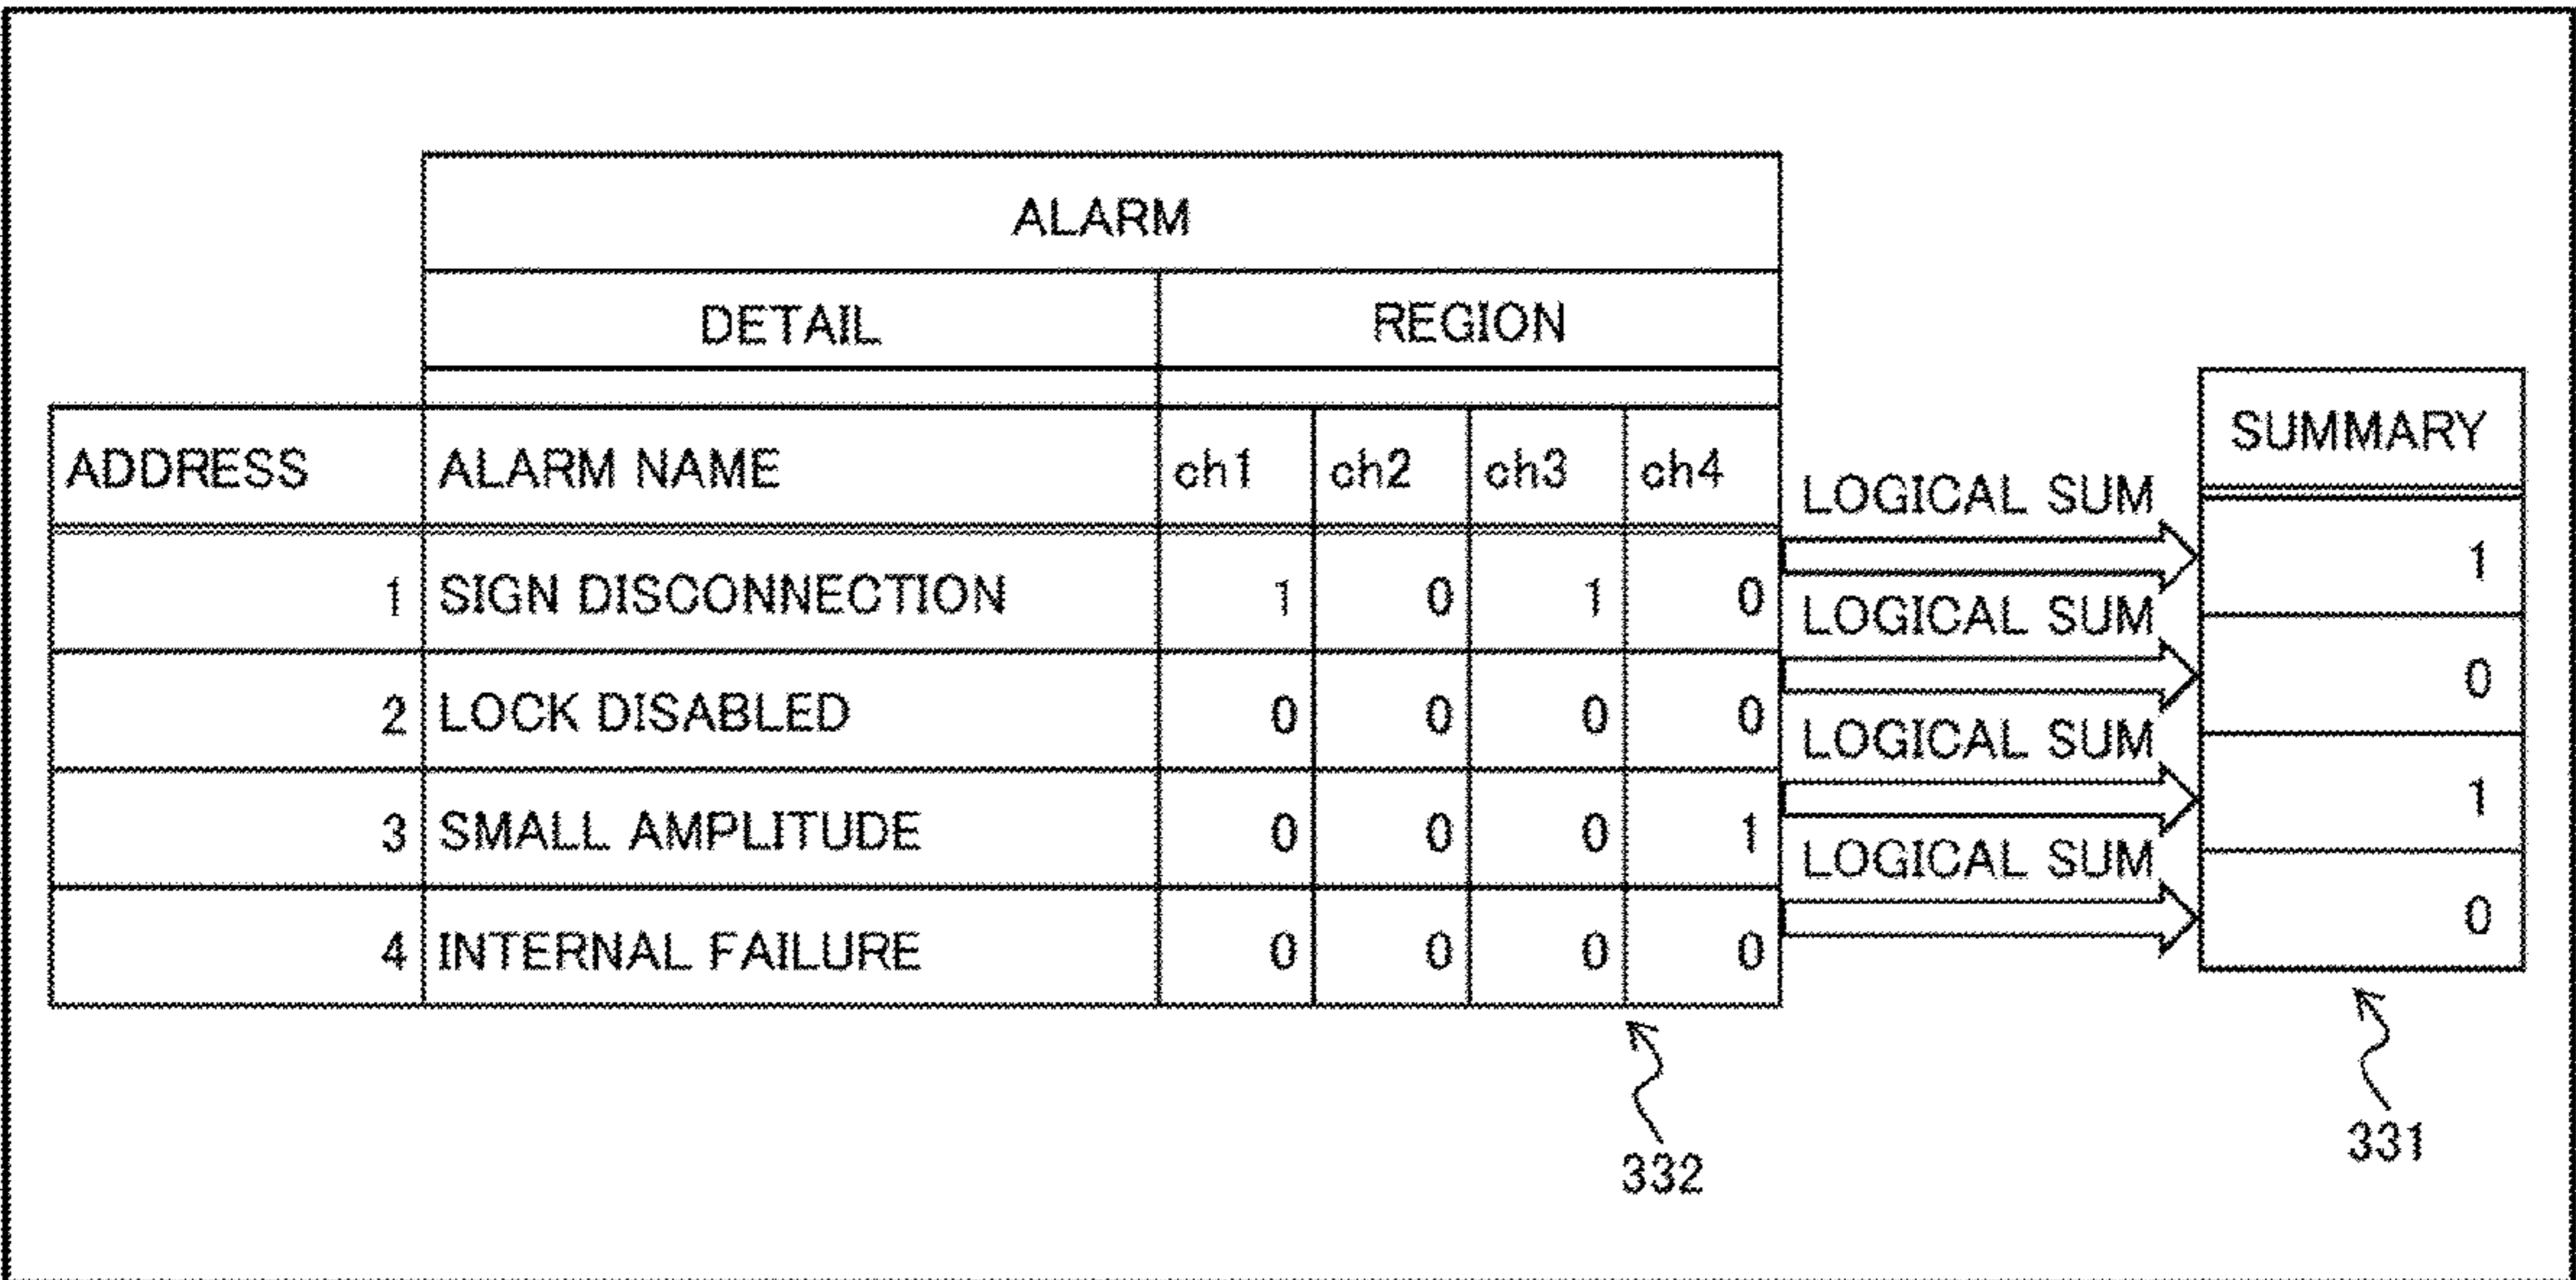 ALARM
DETAIL REGION
ADDRESS ALARM NAME ch1 ch2 ch3 ch4 LOGICAL SUM SUMMARY
1 SIGN DISCONNECTION 1 0 1 0 LOGICAL SUM 1
2 LOCK DISABLED 0 0 0 0 LOGICAL SUM 0
3 SMALL AMPLITUDE 0 0 0 1 LOGICAL SUM 1
4 INTERNAL FAILURE 0 0 0 0 0
332 331